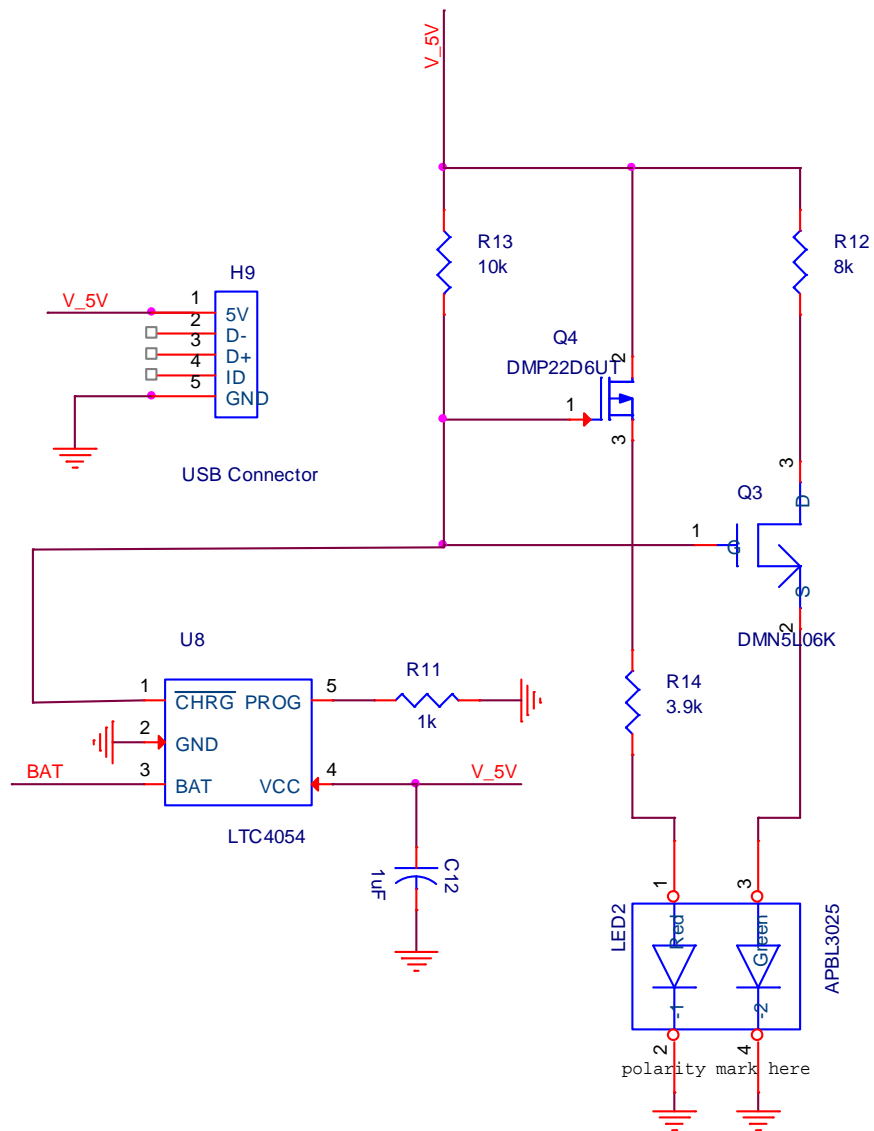 V_5V
R13
10k
R12
8k
H9
V_5V
1
2
3
4
5
5V
D-
D+
ID
GND
USB Connector
Q4
DMP22D6UT
1
2
3
Q3
1
3
2
G
D
S
DMN5L06K
U8
1
2
3
CHRG
PROG
GND
BAT
VCC
5
4
BAT
LTC4054
R11
1k
V_5V
C12
1uF
R14
3.9k
LED2
APBL3025
1
3
Red
Green
-1
-2
2
4
polarity mark here